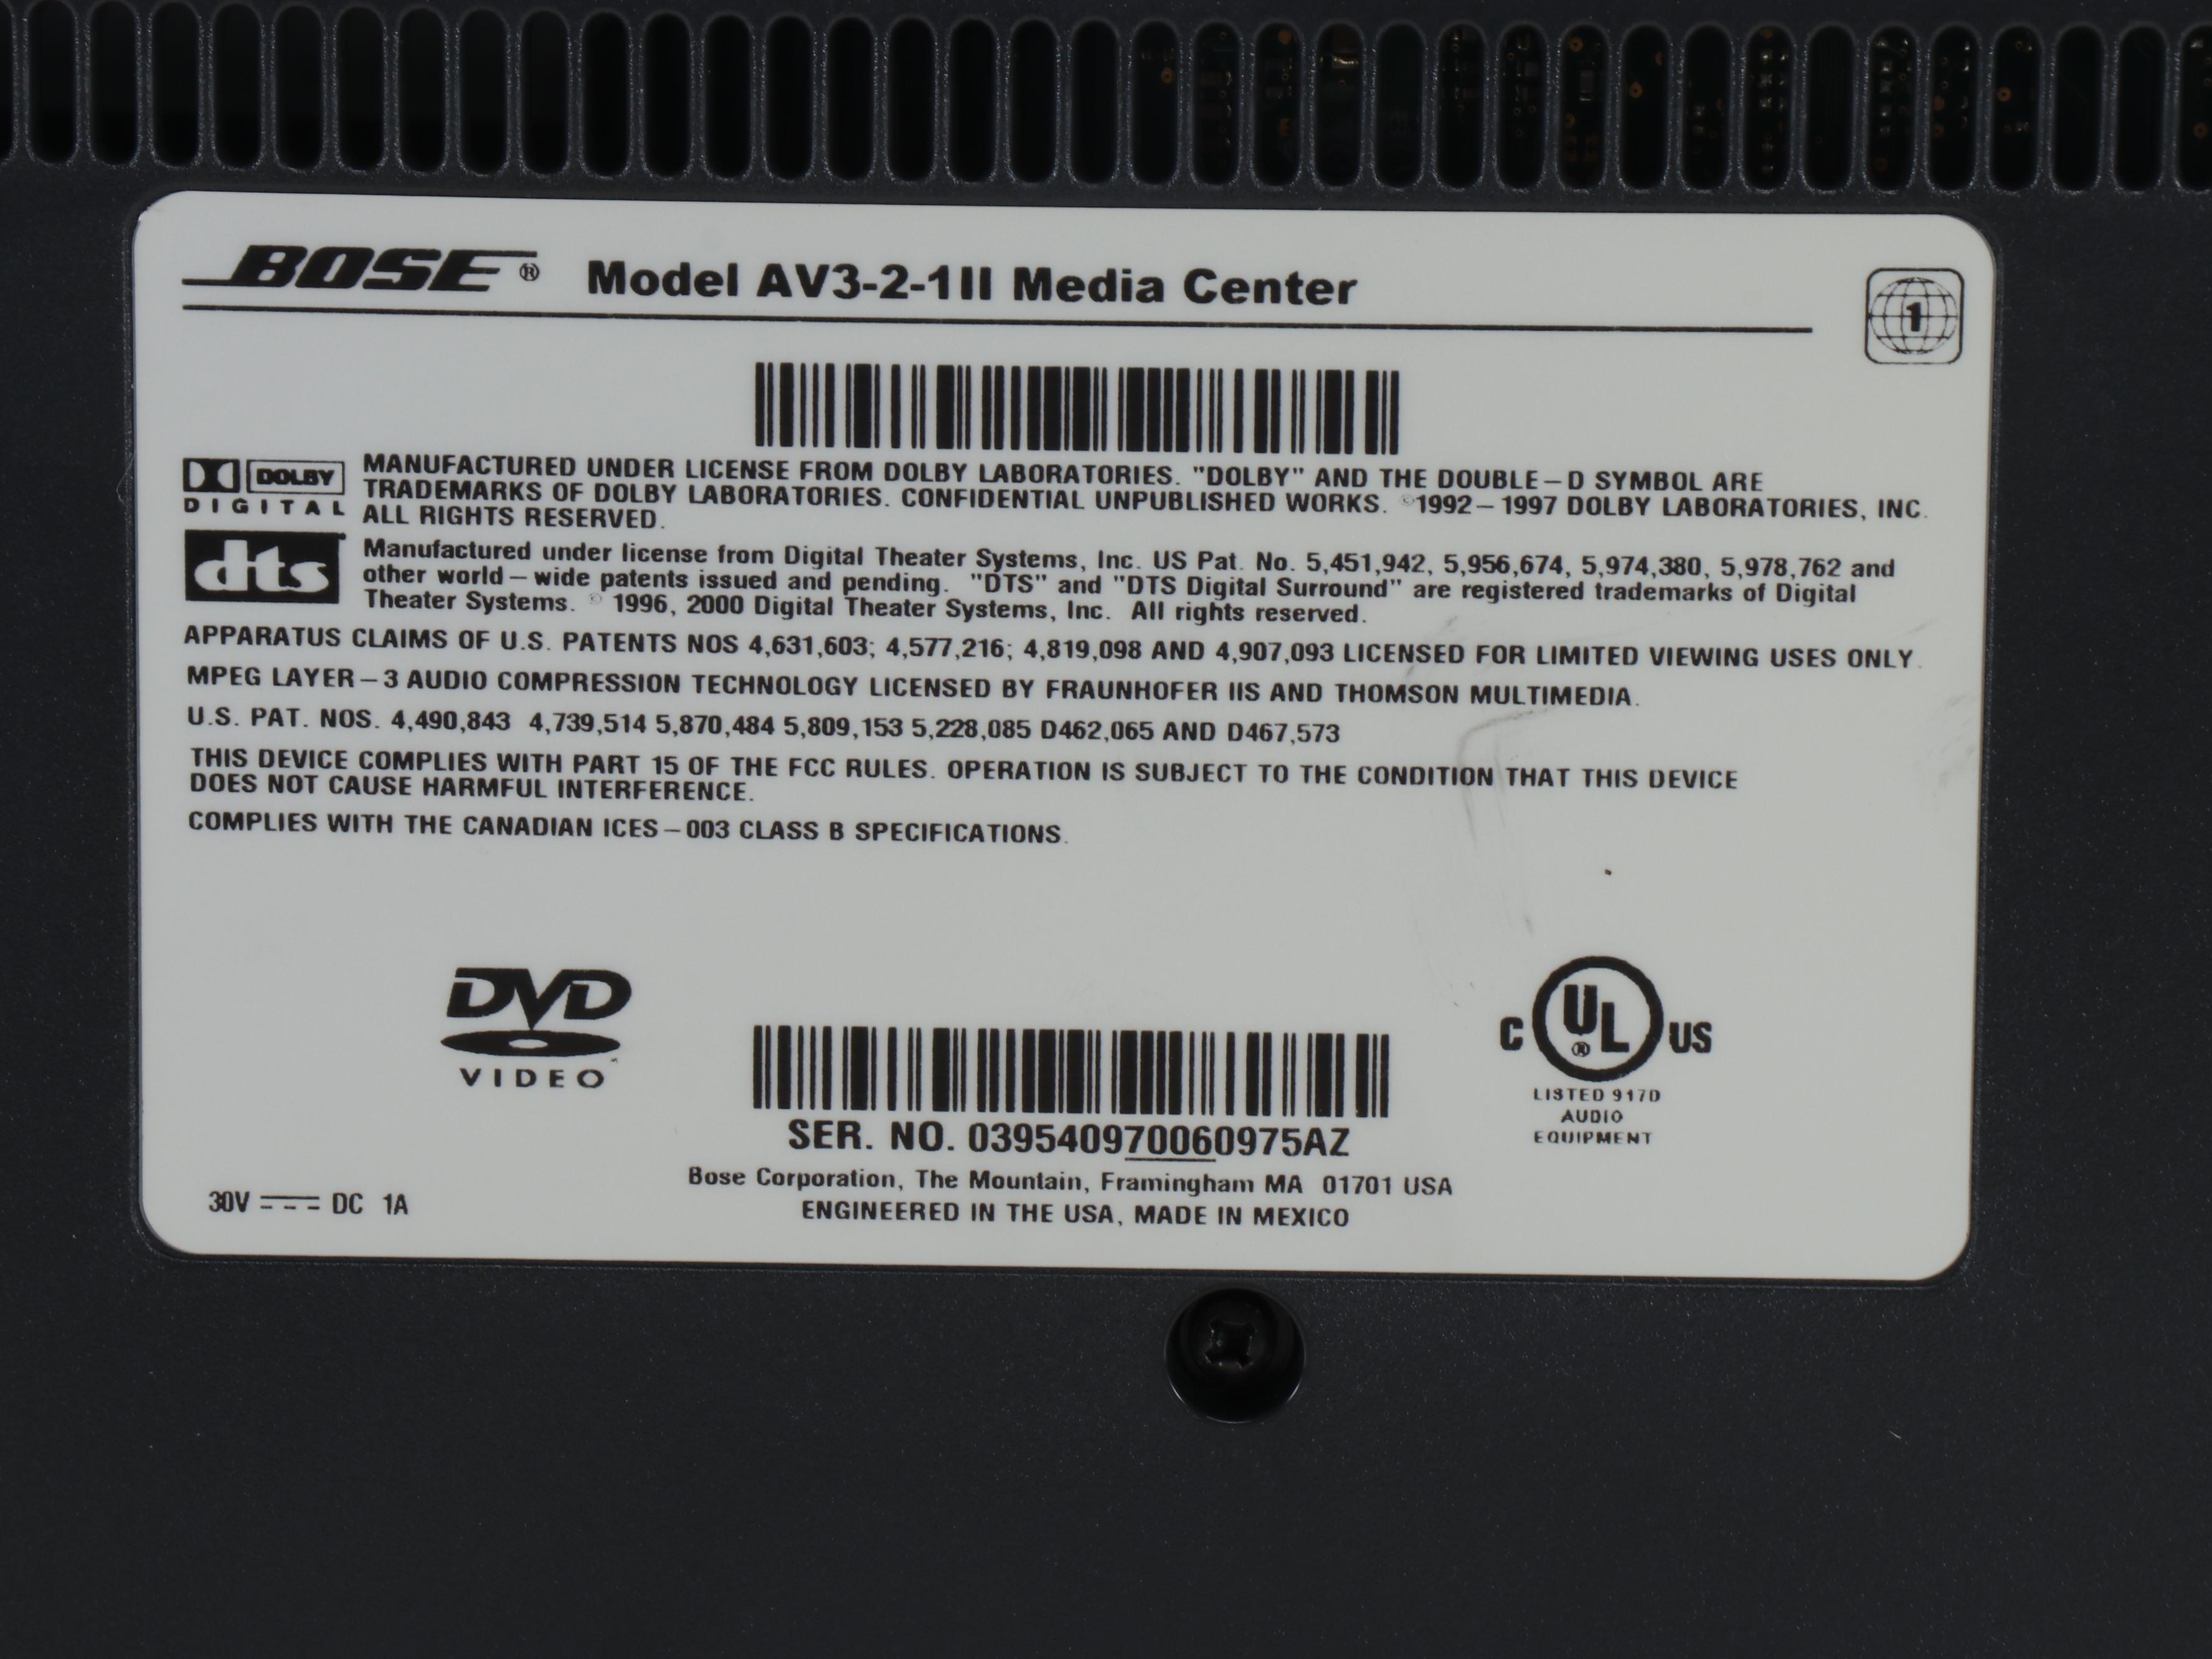 BOSE® Model AV3-2-1II Media Center
1
DOLBY
DIGITAL
MANUFACTURED UNDER LICENSE FROM DOLBY LABORATORIES. "DOLBY" AND THE DOUBLE–D SYMBOL ARE
TRADEMARKS OF DOLBY LABORATORIES. CONFIDENTIAL UNPUBLISHED WORKS. ©1992–1997 DOLBY LABORATORIES, INC.
ALL RIGHTS RESERVED.
dts
Manufactured under license from Digital Theater Systems, Inc. US Pat. No. 5,451,942, 5,956,674, 5,974,380, 5,978,762 and
other world–wide patents issued and pending. "DTS" and "DTS Digital Surround" are registered trademarks of Digital
Theater Systems. © 1996, 2000 Digital Theater Systems, Inc. All rights reserved.
APPARATUS CLAIMS OF U.S. PATENTS NOS 4,631,603; 4,577,216; 4,819,098 AND 4,907,093 LICENSED FOR LIMITED VIEWING USES ONLY.
MPEG LAYER–3 AUDIO COMPRESSION TECHNOLOGY LICENSED BY FRAUNHOFER IIS AND THOMSON MULTIMEDIA.
U.S. PAT. NOS. 4,490,843 4,739,514 5,870,484 5,809,153 5,228,085 D462,065 AND D467,573
THIS DEVICE COMPLIES WITH PART 15 OF THE FCC RULES. OPERATION IS SUBJECT TO THE CONDITION THAT THIS DEVICE
DOES NOT CAUSE HARMFUL INTERFERENCE.
COMPLIES WITH THE CANADIAN ICES–003 CLASS B SPECIFICATIONS.
DVD
VIDEO
C UL® US
LISTED 917D
AUDIO
EQUIPMENT
SER. NO. 039540970060975AZ
Bose Corporation, The Mountain, Framingham MA 01701 USA
ENGINEERED IN THE USA, MADE IN MEXICO
30V DC 1A